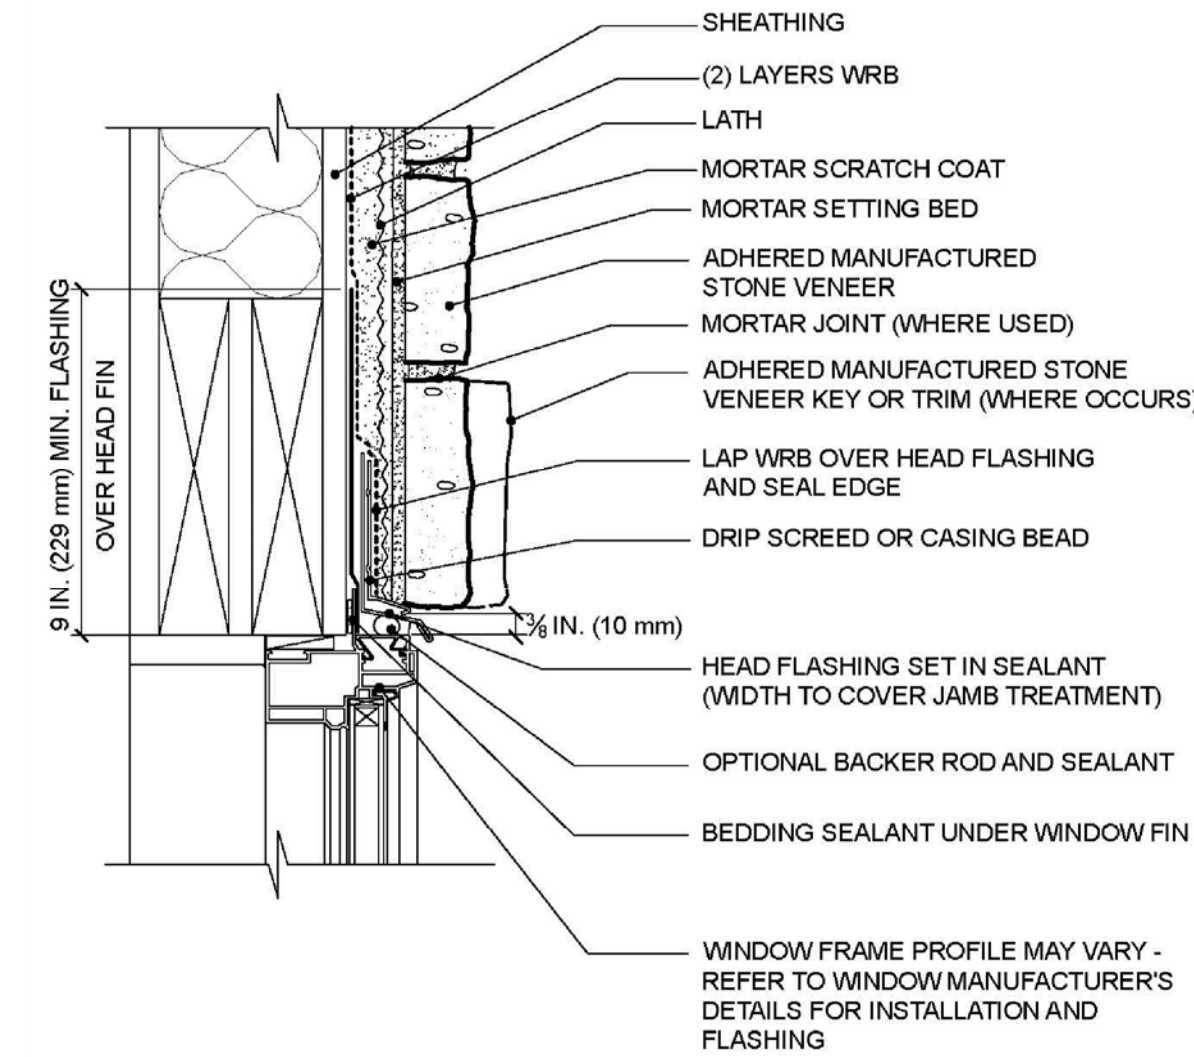 SHEATHING
(2) LAYERS WRB
LATH
MORTAR SCRATCH COAT
MORTAR SETTING BED
ADHERED MANUFACTURED
STONE VENEER
MORTAR JOINT (WHERE USED)
ADHERED MANUFACTURED STONE
VENEER KEY OR TRIM (WHERE OCCURS)
LAP WRB OVER HEAD FLASHING
AND SEAL EDGE
DRIP SCREED OR CASING BEAD
9 IN. (229 mm) MIN. FLASHING
OVER HEAD FIN
3/8 IN. (10 mm)
HEAD FLASHING SET IN SEALANT
(WIDTH TO COVER JAMB TREATMENT)
OPTIONAL BACKER ROD AND SEALANT
BEDDING SEALANT UNDER WINDOW FIN
WINDOW FRAME PROFILE MAY VARY -
REFER TO WINDOW MANUFACTURER'S
DETAILS FOR INSTALLATION AND
FLASHING